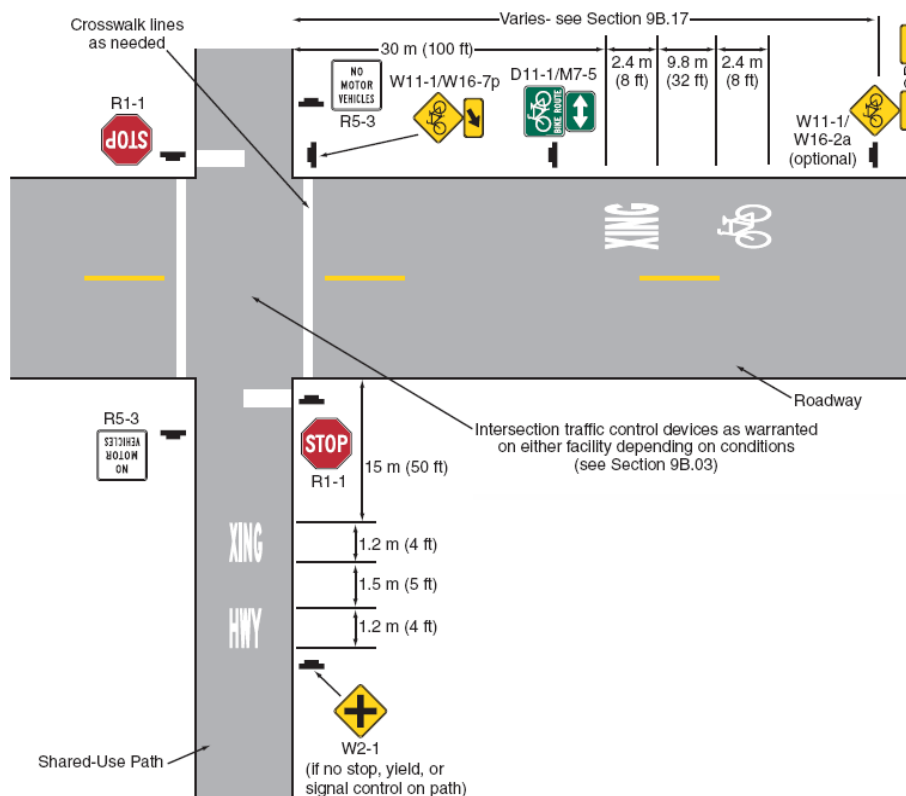 Crosswalk lines
as needed
Varies- see Section 9B.17
30 m (100 ft)
2.4 m
(8 ft)
9.8 m
(32 ft)
2.4 m
(8 ft)
R1-1
STOP
NO
MOTOR
VEHICLES
R5-3
W11-1/W16-7p
D11-1/M7-5
BIKE ROUTE
W11-1/
W16-2a
(optional)
XING
Roadway
R5-3
NO
MOTOR
VEHICLES
STOP
R1-1
15 m (50 ft)
Intersection traffic control devices as warranted
on either facility depending on conditions
(see Section 9B.03)
XING
1.2 m (4 ft)
1.5 m (5 ft)
HWY
1.2 m (4 ft)
Shared-Use Path
W2-1
(if no stop, yield, or
signal control on path)